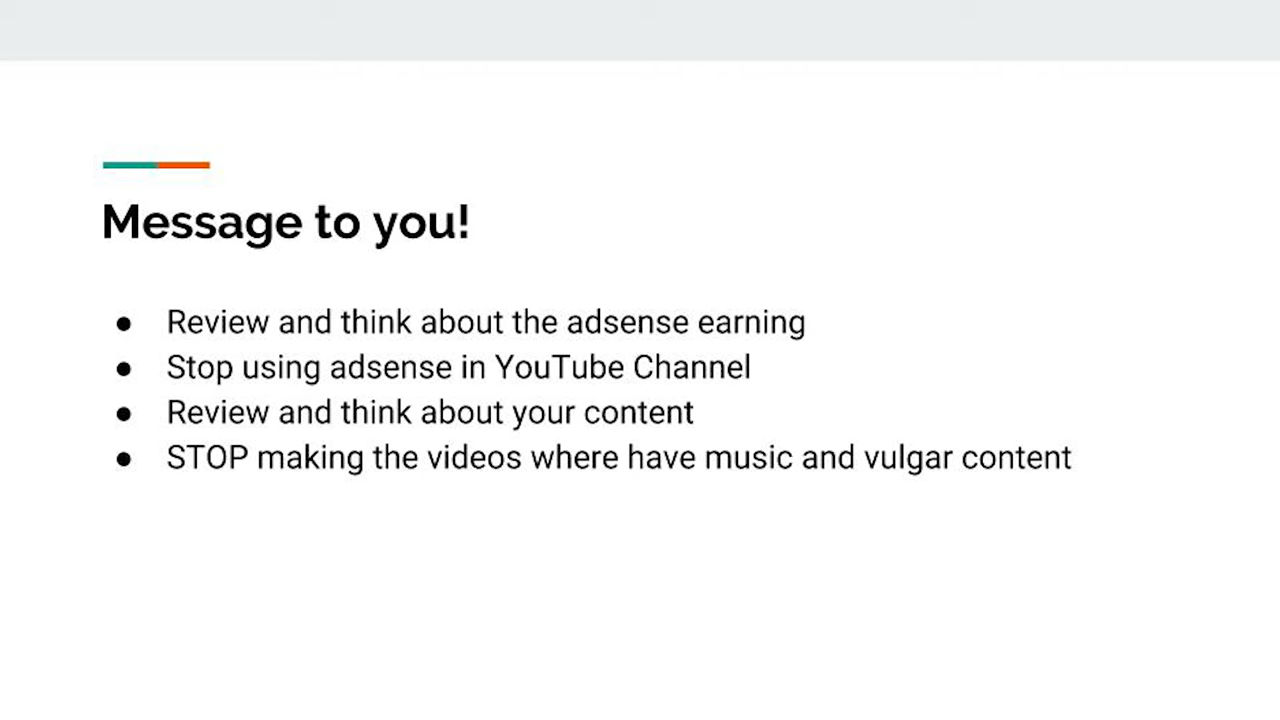 Message to you!
● Review and think about the adsense earning
● Stop using adsense in YouTube Channel
● Review and think about your content
● STOP making the videos where have music and vulgar content